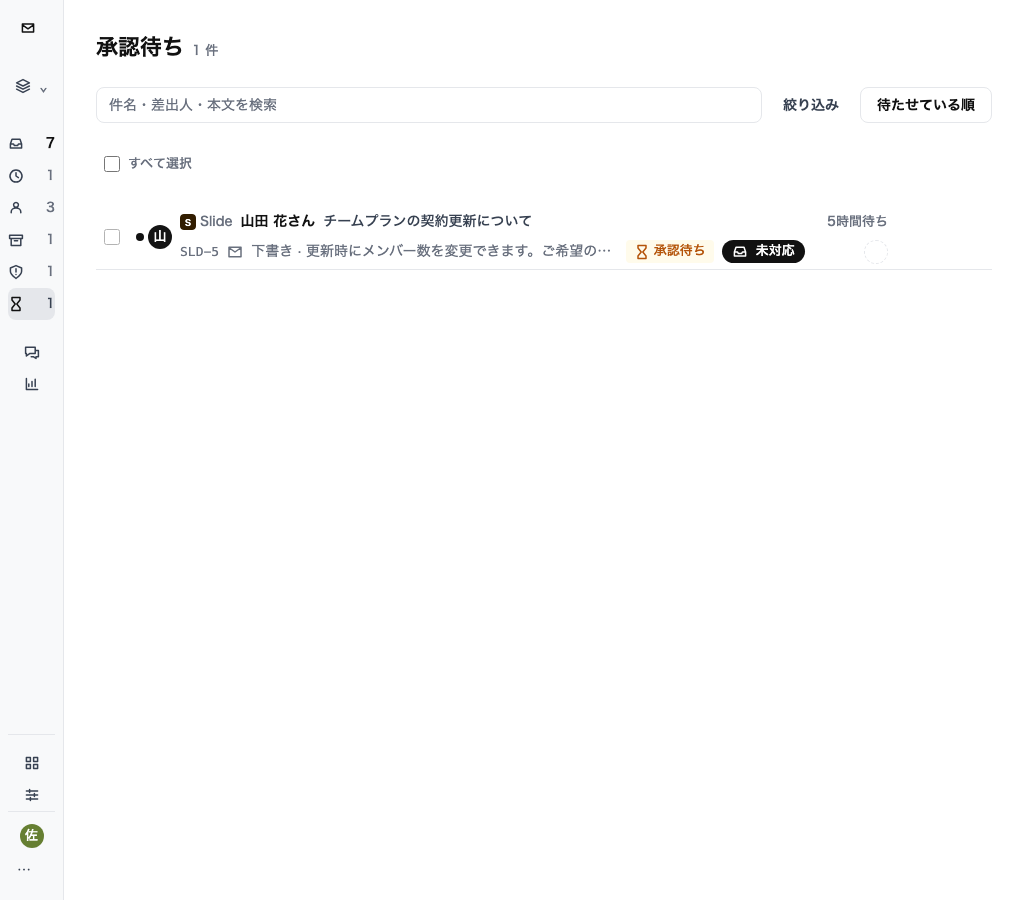 承認待ち 1 件
件名・差出人・本文を検索
絞り込み
待たせている順
すべて選択
7
1
3
1
1
1
山
S Slide 山田 花さん チームプランの契約更新について
5時間待ち
SLD-5 下書き · 更新時にメンバー数を変更できます。ご希望の…
承認待ち
未対応
佐
…